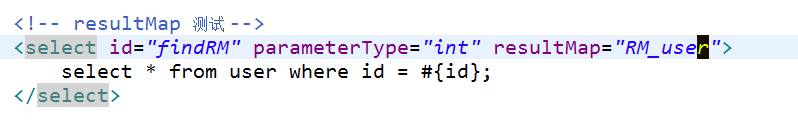 <!-- resultMap 测试-->
<select id="findRM" parameterType="int" resultMap="RM_user">
select * from user where id = #{id};
</select>